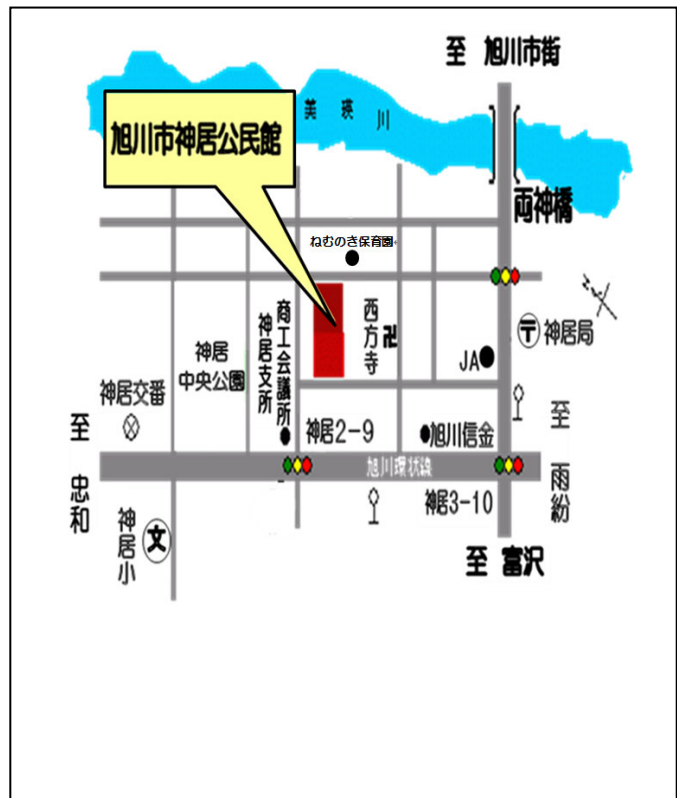 至 旭川市街
美瑛川
旭川市神居公民館
両神橋
ねむのき保育園
商工会議所
神居支所
西方寺
卍
〒神居局
神居
中央公園
JA
神居交番
至 忠和
神居2-9
旭川信金
至 雨紛
旭川環状線
神居3-10
神居小
文
至 富沢